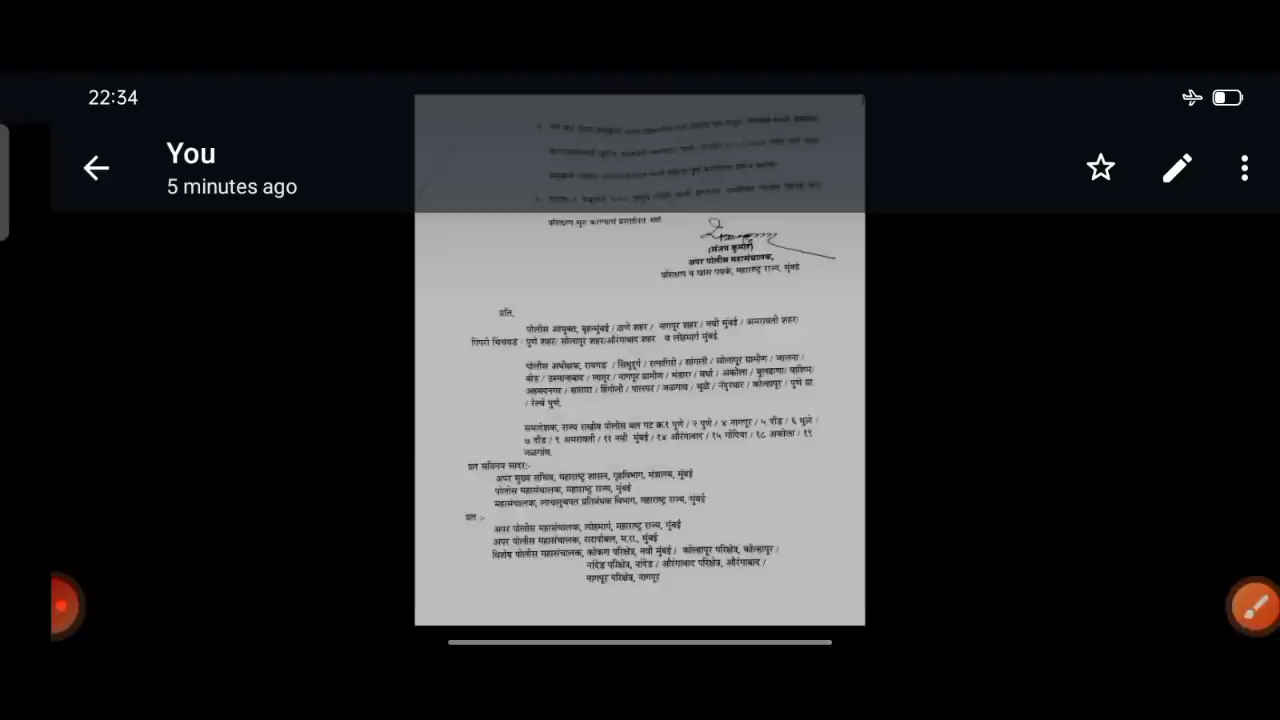 22:34
You
5 minutes ago
प्रशिक्षण सुरु करण्याचे प्रस्तावित आहे
(संजय कुमार)
अपर पोलीस महासंचालक,
प्रशिक्षण व खास पथके, महाराष्ट्र राज्य, मुंबई
प्रति,
पोलीस आयुक्त, बृहन्मुंबई / ठाणे शहर / नागपूर शहर / नवी मुंबई / अमरावती शहर/
पिंपरी चिंचवड / पुणे शहर/ सोलापूर शहर/औरंगाबाद शहर व लोहमार्ग मुंबई.
पोलीस अधीक्षक, रायगड / सिंधुदुर्ग / रत्नागिरी / सांगली / सोलापूर ग्रामीण / जालना /
बीड / उस्मानाबाद / लातूर / नागपूर ग्रामीण / भंडारा / वर्धा / अकोला / बुलढाणा/ वाशिम/
अहमदनगर / सातारा / हिंगोली / पालघर / जळगाव / धुळे / नंदुरबार / कोल्हापूर / पुणे ग्रा.
/ रेल्वे पुणे.
समादेशक, राज्य राखीव पोलीस बल गट क्र.१ पुणे / २ पुणे / ४ नागपूर / ५ दौंड / ६ धुळे /
७ दौंड / ९ अमरावती / ११ नवी मुंबई / १४ औरंगाबाद / १५ गोंदिया / १८ अकोला / १९
जळगांव.
प्रत सविनय सादर:-
अपर मुख्य सचिव, महाराष्ट्र शासन, गृहविभाग, मंत्रालय, मुंबई
पोलीस महासंचालक, महाराष्ट्र राज्य, मुंबई
महासंचालक, लाचलुचपत प्रतिबंधक विभाग, महाराष्ट्र राज्य, मुंबई
प्रत :-
अपर पोलीस महासंचालक, लोहमार्ग, महाराष्ट्र राज्य, मुंबई
अपर पोलीस महासंचालक, रारापोबल, म.रा., मुंबई
विशेष पोलीस महासंचालक, कोकण परिक्षेत्र, नवी मुंबई / कोल्हापूर परिक्षेत्र, कोल्हापूर /
नांदेड परिक्षेत्र, नांदेड / औरंगाबाद परिक्षेत्र, औरंगाबाद /
नागपूर परिक्षेत्र, नागपूर